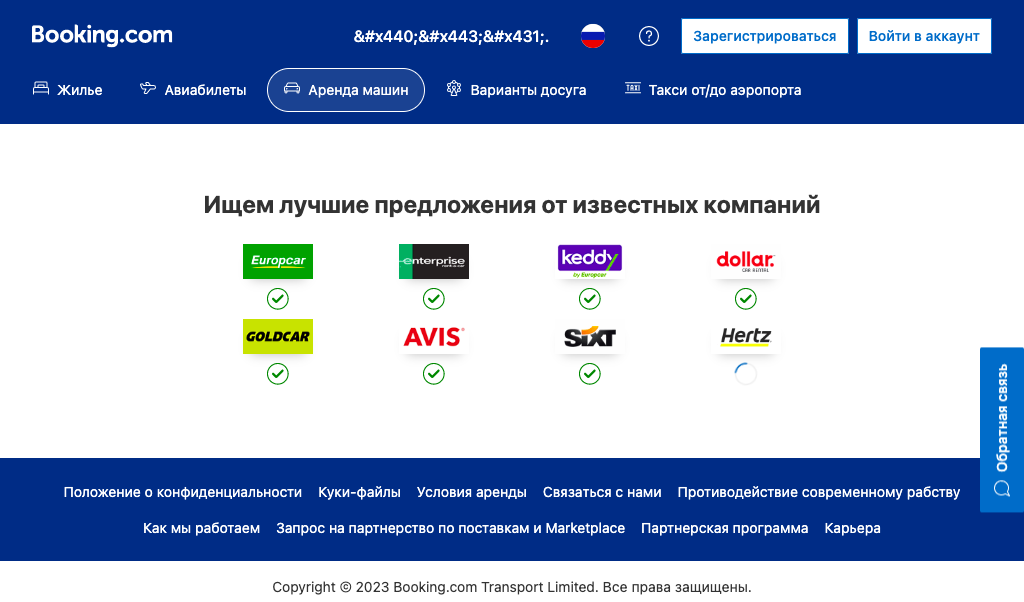 Booking.com &#x440;&#x443;&#x431;. Зарегистрироваться Войти в аккаунт
Жилье Авиабилеты Аренда машин Варианты досуга TAXI Такси от/до аэропорта
Ищем лучшие предложения от известных компаний
Europcar enterprise keddy dollar.
by Europcar CAR RENTAL
GOLDCAR AVIS SIXT Hertz
Обратная связь
Положение о конфиденциальности Куки-файлы Условия аренды Связаться с нами Противодействие современному рабству
Как мы работаем Запрос на партнерство по поставкам и Marketplace Партнерская программа Карьера
Copyright © 2023 Booking.com Transport Limited. Все права защищены.